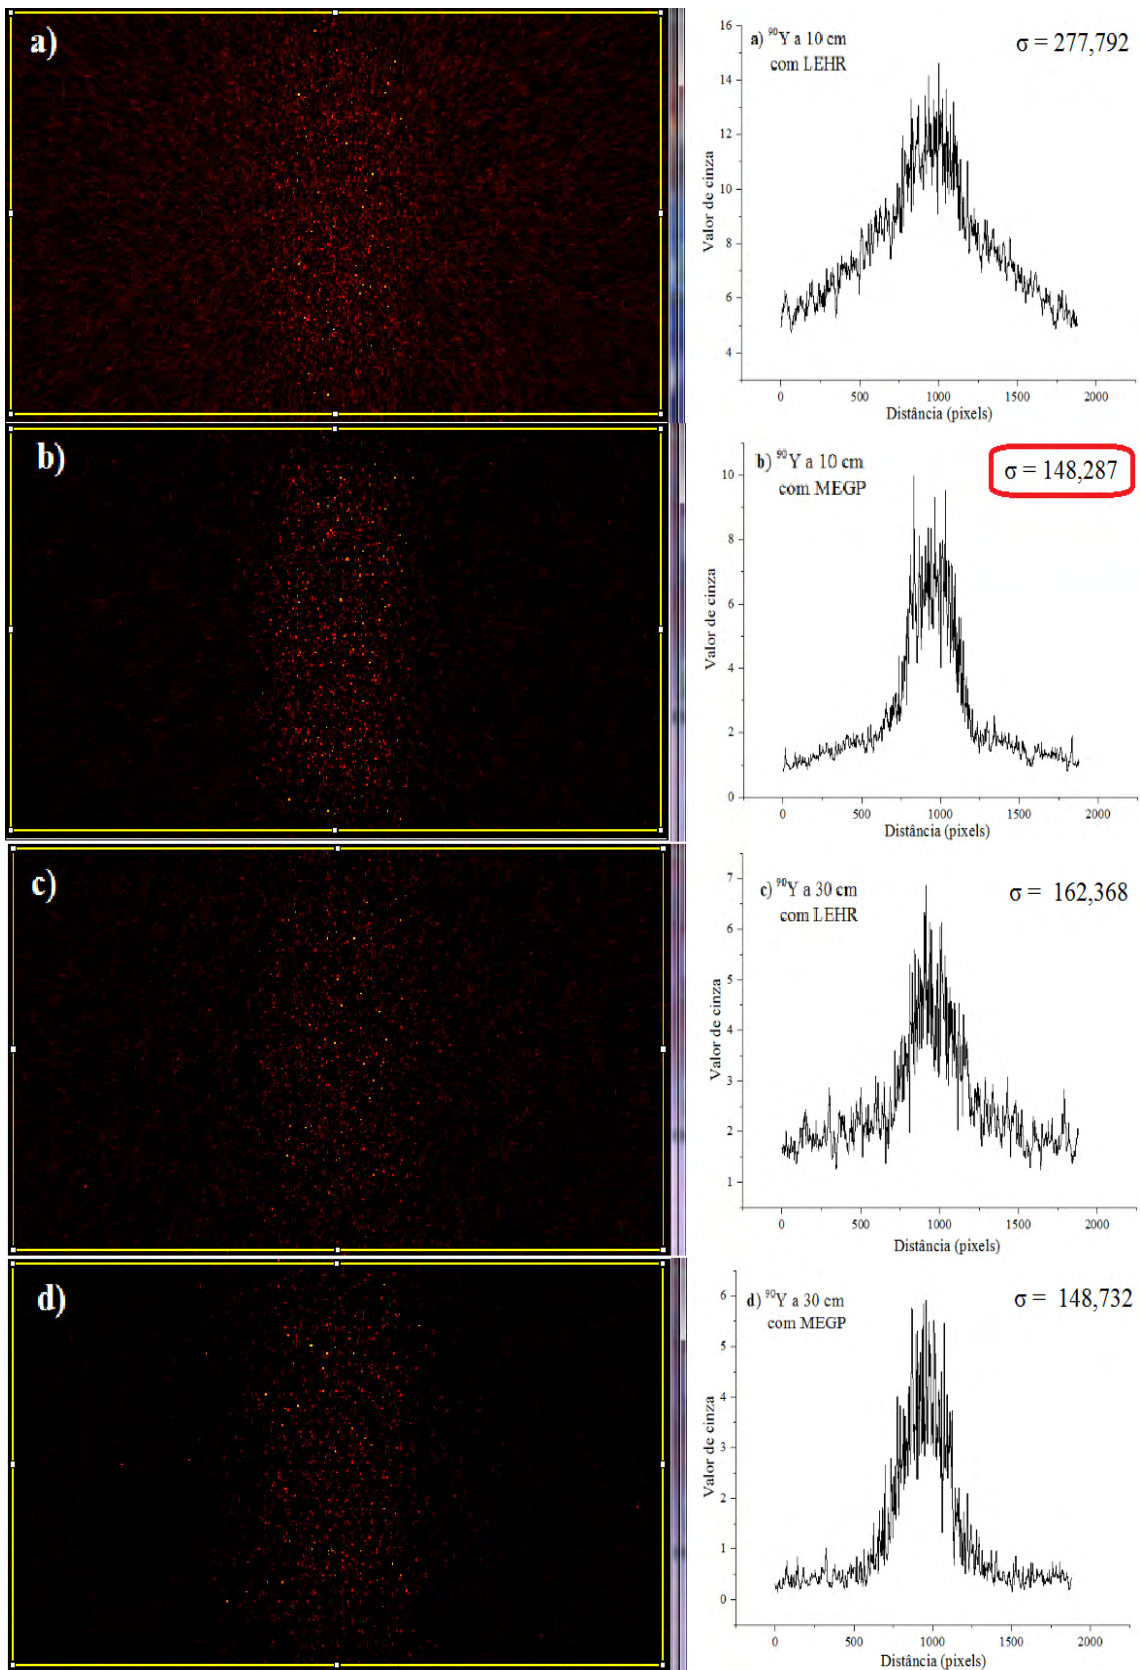 a)
a) ⁹⁰Y a 10 cm
com LEHR
σ = 277,792
Valor de cinza
16
14
12
10
8
6
4
0 500 1000 1500 2000
Distância (pixels)
b)
b) ⁹⁰Y a 10 cm
com MEGP
σ = 148,287
Valor de cinza
10
8
6
4
2
0
0 500 1000 1500 2000
Distância (pixels)
c)
c) ⁹⁰Y a 30 cm
com LEHR
σ = 162,368
Valor de cinza
7
6
5
4
3
2
1
0 500 1000 1500 2000
Distância (pixels)
d)
d) ⁹⁰Y a 30 cm
com MEGP
σ = 148,732
Valor de cinza
6
5
4
3
2
1
0
0 500 1000 1500 2000
Distância (pixels)